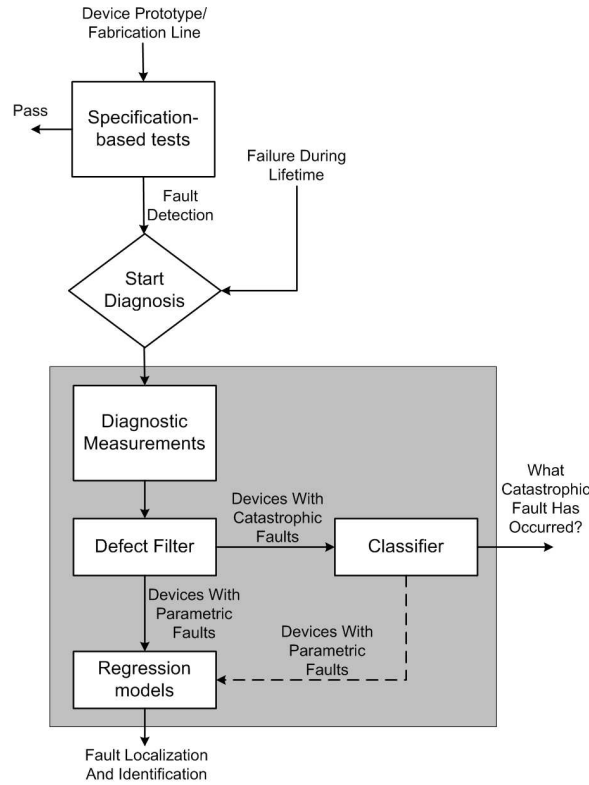 Device Prototype/
Fabrication Line
Pass
Specification-
based tests
Failure During
Lifetime
Fault
Detection
Start
Diagnosis
Diagnostic
Measurements
What
Catastrophic
Fault Has
Occurred?
Devices With
Catastrophic
Faults
Defect Filter
Classifier
Devices With
Parametric
Faults
Devices With
Parametric
Faults
Regression
models
Fault Localization
And Identification